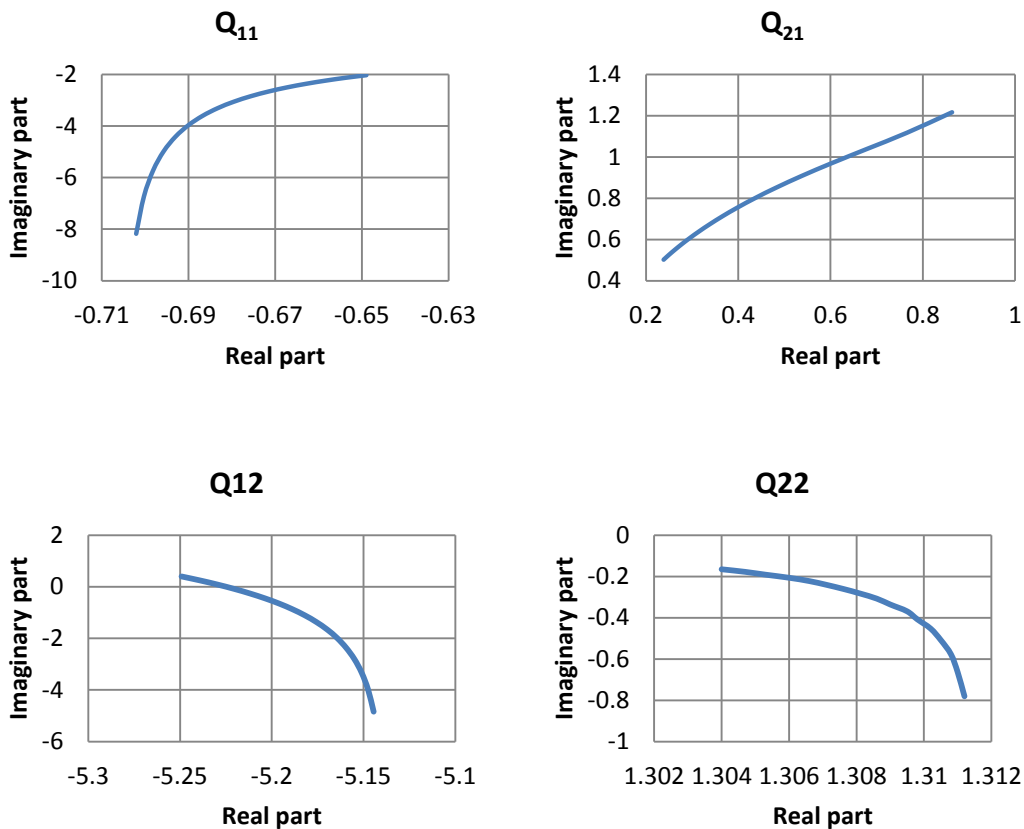 Q₁₁
-2
-4
-6
-8
-10
Imaginary part
-0.71 -0.69 -0.67 -0.65 -0.63
Real part
Q₂₁
1.4
1.2
1
0.8
0.6
0.4
Imaginary part
0.2 0.4 0.6 0.8 1
Real part
Q12
2
0
-2
-4
-6
Imaginary part
-5.3 -5.25 -5.2 -5.15 -5.1
Real part
Q22
0
-0.2
-0.4
-0.6
-0.8
-1
Imaginary part
1.302 1.304 1.306 1.308 1.31 1.312
Real part